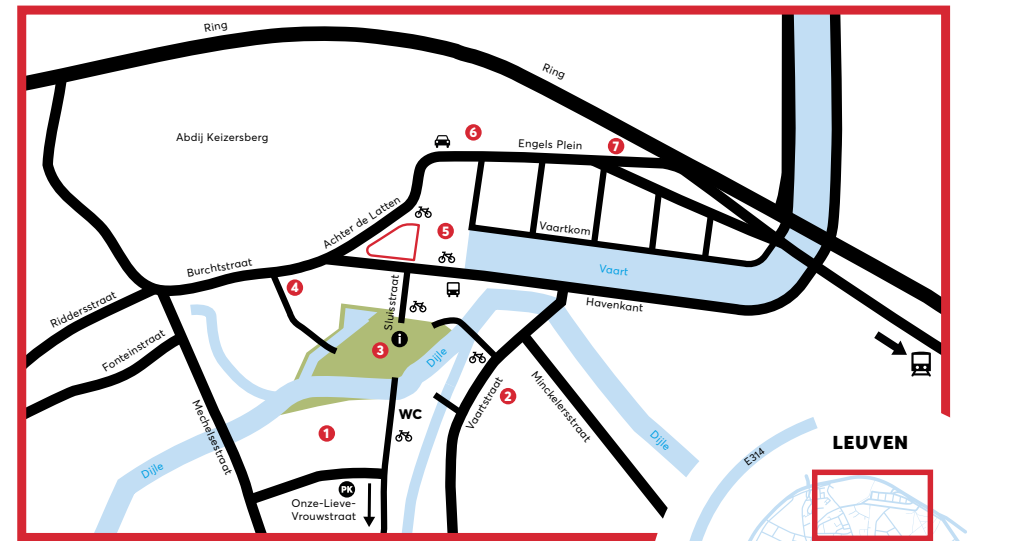 Ring
Ring
6
7
Engels Plein
Abdij Keizersberg
Achter de Latten
5
Vaartkom
Burchtstraat
Vaart
4
Sluisstraat
Havenkant
Riddersstraat
Fonteinstraat
i
3
Dijle
Minckelersstraat
Vaartstraat
2
Mechelsestraat
WC
1
Dijle
Dijle
LEUVEN
E314
PK
Onze-Lieve-
Vrouwstraat